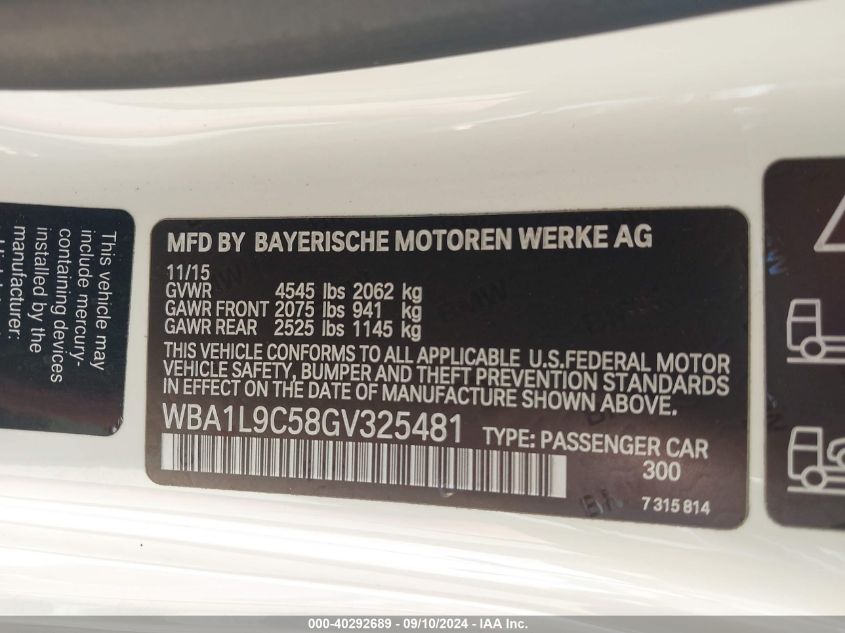 This vehicle may
include mercury-
containing devices
installed by the
manufacturer:
MFD BY BAYERISCHE MOTOREN WERKE AG
11/15
GVWR 4545 lbs 2062 kg
GAWR FRONT 2075 lbs 941 kg
GAWR REAR 2525 lbs 1145 kg
THIS VEHICLE CONFORMS TO ALL APPLICABLE U.S.FEDERAL MOTOR
VEHICLE SAFETY, BUMPER AND THEFT PREVENTION STANDARDS
IN EFFECT ON THE DATE OF MANUFACTURE SHOWN ABOVE.
WBA1L9C58GV325481 TYPE: PASSENGER CAR
300
7 315 814
000-40292689 - 09/10/2024 - IAA Inc.